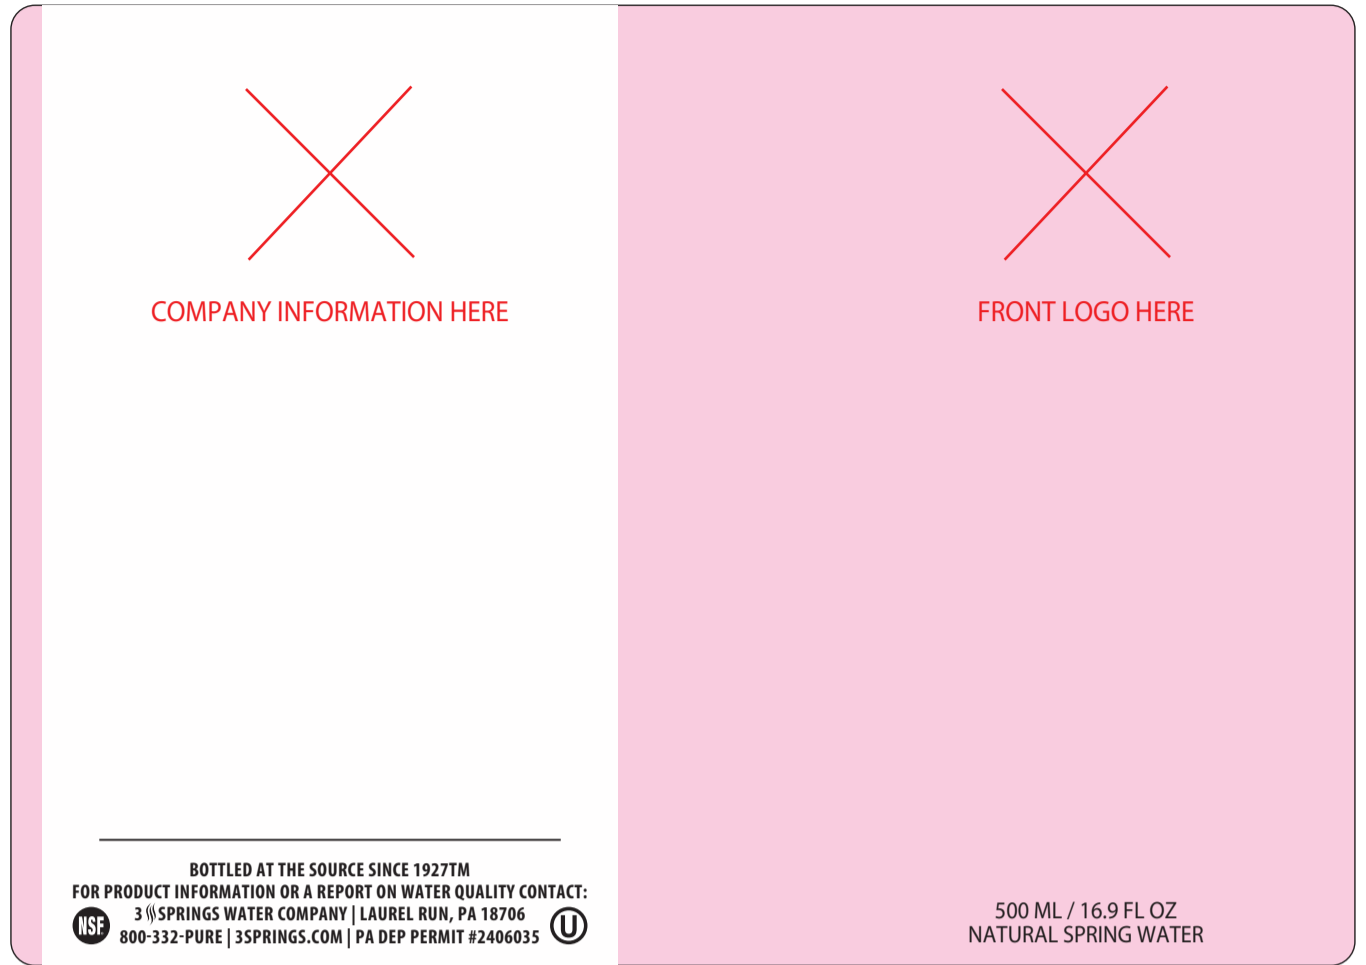 COMPANY INFORMATION HERE
BOTTLED AT THE SOURCE SINCE 1927TM
FOR PRODUCT INFORMATION OR A REPORT ON WATER QUALITY CONTACT:
3 SPRINGS WATER COMPANY | LAUREL RUN, PA 18706
800-332-PURE | 3SPRINGS.COM | PA DEP PERMIT #2406035
NSF
U
FRONT LOGO HERE
500 ML / 16.9 FL OZ
NATURAL SPRING WATER